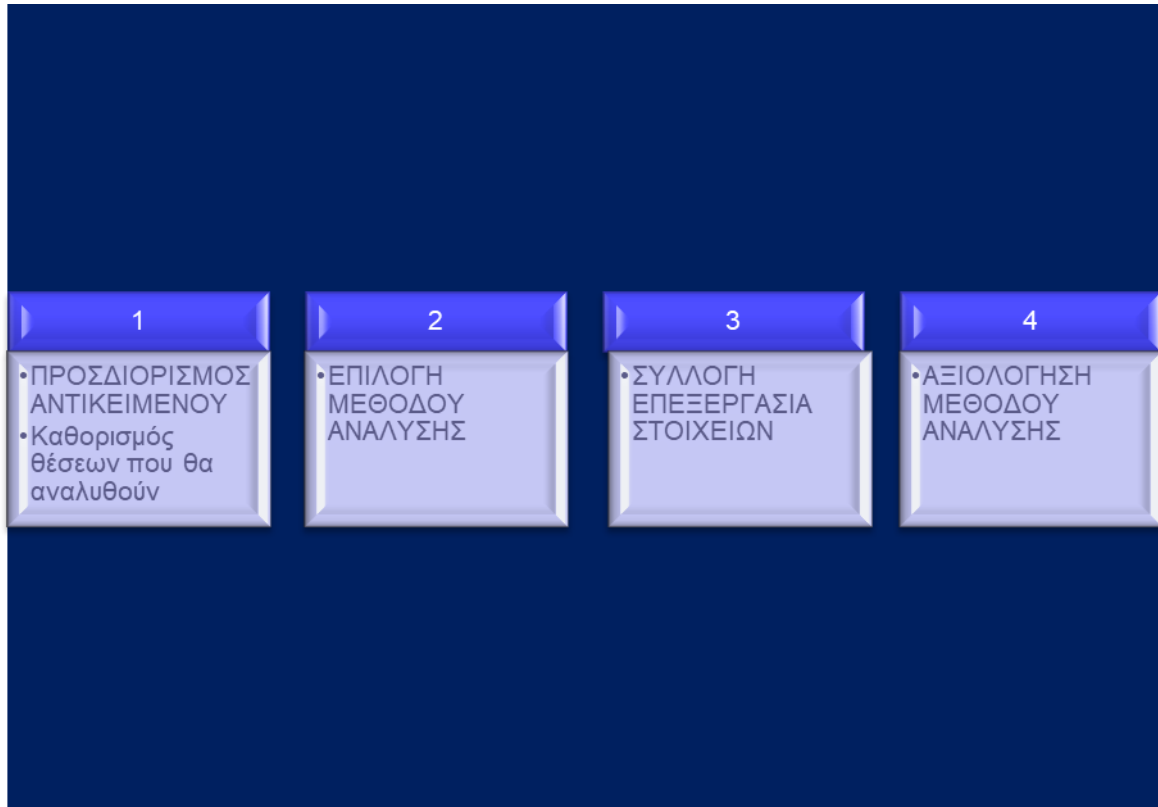 1
• ΠΡΟΣΔΙΟΡΙΣΜΟΣ
ΑΝΤΙΚΕΙΜΕΝΟΥ
• Καθορισμός
θέσεων που θα
αναλυθούν
2
• ΕΠΙΛΟΓΗ
ΜΕΘΟΔΟΥ
ΑΝΑΛΥΣΗΣ
3
• ΣΥΛΛΟΓΗ
ΕΠΕΞΕΡΓΑΣΙΑ
ΣΤΟΙΧΕΙΩΝ
4
• ΑΞΙΟΛΟΓΗΣΗ
ΜΕΘΟΔΟΥ
ΑΝΑΛΥΣΗΣ